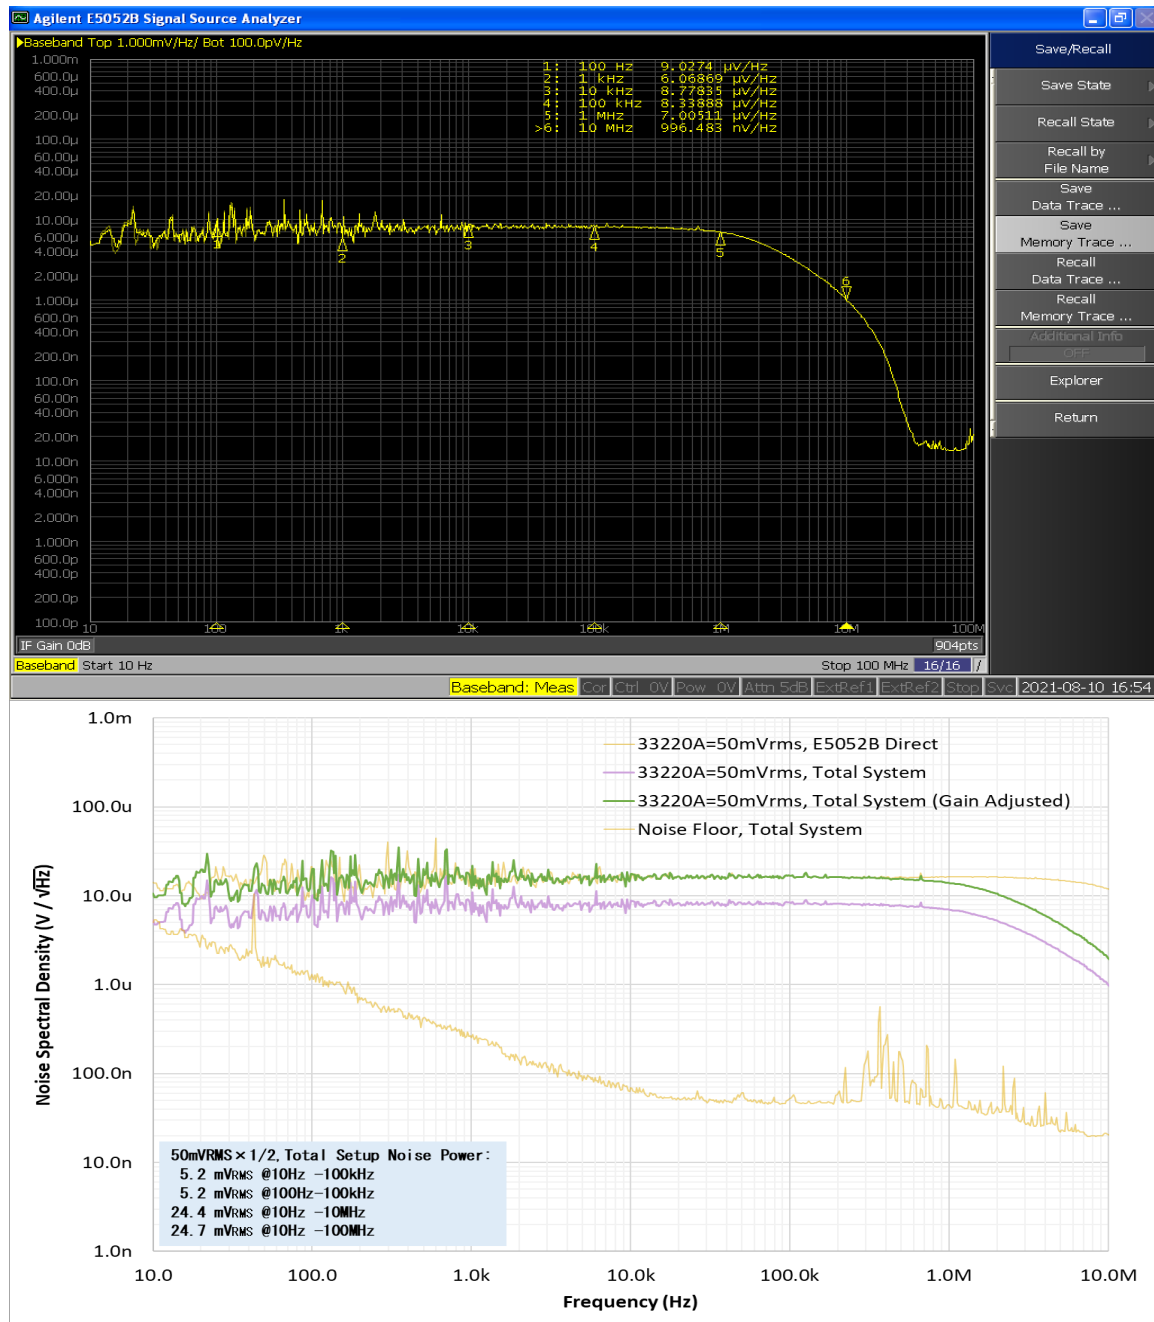 Agilent E5052B Signal Source Analyzer
▶Baseband Top 1.000mV/Hz/ Bot 100.0pV/Hz
1.000m
600.0µ
400.0µ
200.0µ
100.0µ
60.00µ
40.00µ
20.00µ
10.00µ
6.000µ
4.000µ
2.000µ
1.000µ
600.0n
400.0n
200.0n
100.0n
60.00n
40.00n
20.00n
10.00n
6.000n
4.000n
2.000n
1.000n
600.0p
400.0p
200.0p
100.0p
1: 100 Hz 9.0274 µV/Hz
2: 1 kHz 6.06869 µV/Hz
3: 10 kHz 8.77835 µV/Hz
4: 100 kHz 8.33888 µV/Hz
5: 1 MHz 7.00511 µV/Hz
>6: 10 MHz 996.483 nV/Hz
1
2
3
4
5
6
10 100 1k 10k 100k 1M 10M 100M
IF Gain 0dB 904pts
Baseband Start 10 Hz Stop 100 MHz 16/16 /
Save/Recall
Save State
Recall State
Recall by
File Name
Save
Data Trace ...
Save
Memory Trace ...
Recall
Data Trace ...
Recall
Memory Trace ...
Additional Info
OFF
Explorer
Return
Baseband: Meas Cor Ctrl 0V Pow 0V Attn 5dB ExtRef1 ExtRef2 Stop Svc 2021-08-10 16:54
33220A=50mVrms, E5052B Direct
33220A=50mVrms, Total System
33220A=50mVrms, Total System (Gain Adjusted)
Noise Floor, Total System
Noise Spectral Density (V / √Hz)
1.0m
100.0u
10.0u
1.0u
100.0n
10.0n
1.0n
50mVRMS×1/2,Total Setup Noise Power:
5.2 mVRMS @10Hz -100kHz
5.2 mVRMS @100Hz-100kHz
24.4 mVRMS @10Hz -10MHz
24.7 mVRMS @10Hz -100MHz
10.0 100.0 1.0k 10.0k 100.0k 1.0M 10.0M
Frequency (Hz)